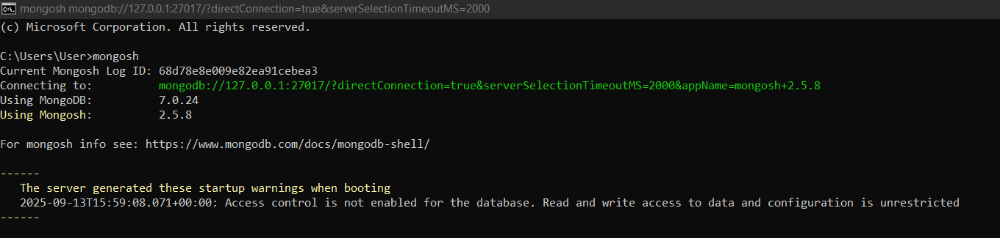 mongosh mongodb://127.0.0.1:27017/?directConnection=true&serverSelectionTimeoutMS=2000
(c) Microsoft Corporation. All rights reserved.
C:\Users\User>mongosh
Current Mongosh Log ID: 68d78e8e009e82ea91cebea3
Connecting to: mongodb://127.0.0.1:27017/?directConnection=true&serverSelectionTimeoutMS=2000&appName=mongosh+2.5.8
Using MongoDB: 7.0.24
Using Mongosh: 2.5.8
For mongosh info see: https://www.mongodb.com/docs/mongodb-shell/
------
The server generated these startup warnings when booting
2025-09-13T15:59:08.071+00:00: Access control is not enabled for the database. Read and write access to data and configuration is unrestricted
------